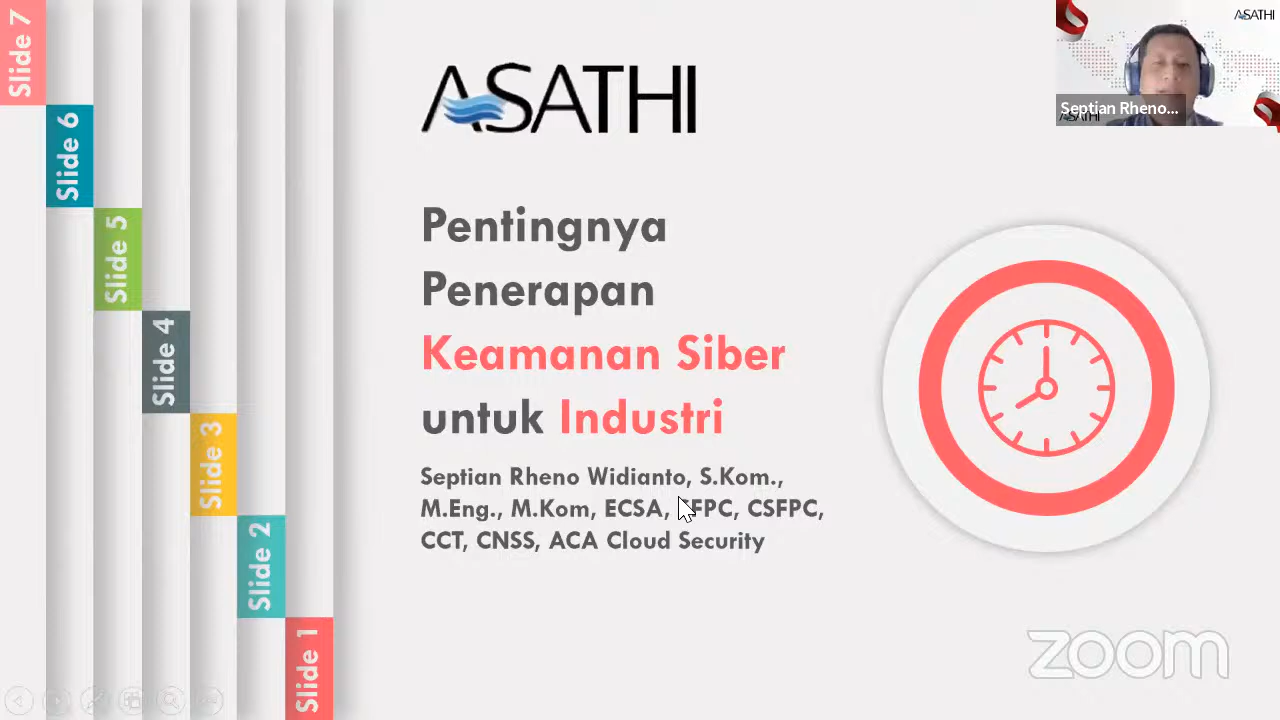 Slide 7
Slide 6
Slide 5
Slide 4
Slide 3
Slide 2
Slide 1
ASATHI
Pentingnya
Penerapan
Keamanan Siber
untuk Industri
Septian Rheno Widianto, S.Kom.,
M.Eng., M.Kom, ECSA, SFPC, CSFPC,
CCT, CNSS, ACA Cloud Security
ASATHI
Septian Rheno...
ASATHI
zoom